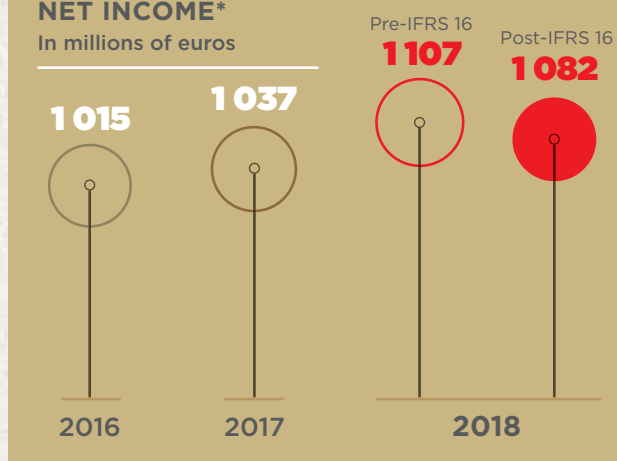 NET INCOME*
In millions of euros
1 015
1 037
Pre-IFRS 16
1 107
Post-IFRS 16
1 082
2016
2017
2018